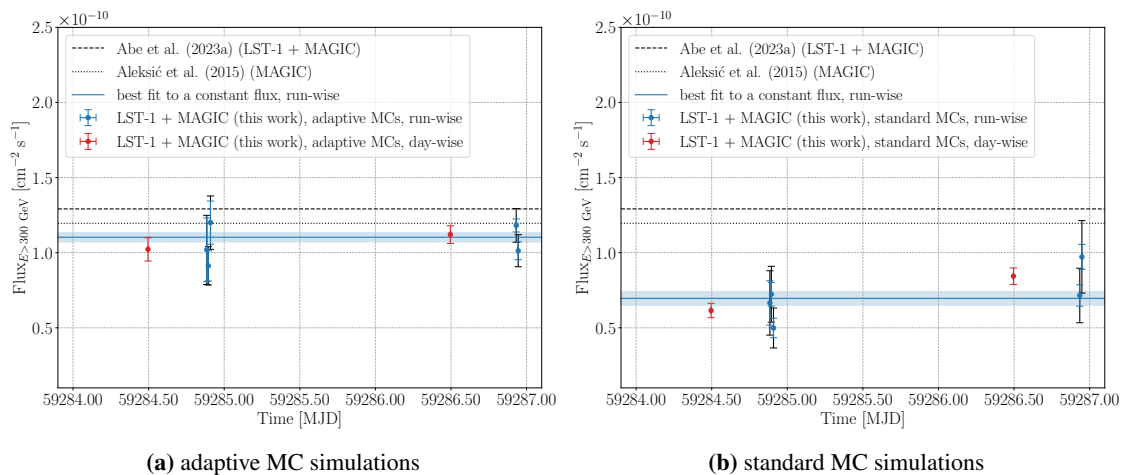 ×10⁻¹⁰
2.5
2.0
1.5
1.0
0.5
Flux_{E>300 GeV} [cm⁻² s⁻¹]
Abe et al. (2023a) (LST-1 + MAGIC)
Aleksić et al. (2015) (MAGIC)
best fit to a constant flux, run-wise
LST-1 + MAGIC (this work), adaptive MCs, run-wise
LST-1 + MAGIC (this work), adaptive MCs, day-wise
59284.00 59284.50 59285.00 59285.50 59286.00 59286.50 59287.00
Time [MJD]
(a) adaptive MC simulations
×10⁻¹⁰
2.5
2.0
1.5
1.0
0.5
Flux_{E>300 GeV} [cm⁻² s⁻¹]
Abe et al. (2023a) (LST-1 + MAGIC)
Aleksić et al. (2015) (MAGIC)
best fit to a constant flux, run-wise
LST-1 + MAGIC (this work), standard MCs, run-wise
LST-1 + MAGIC (this work), standard MCs, day-wise
59284.00 59284.50 59285.00 59285.50 59286.00 59286.50 59287.00
Time [MJD]
(b) standard MC simulations